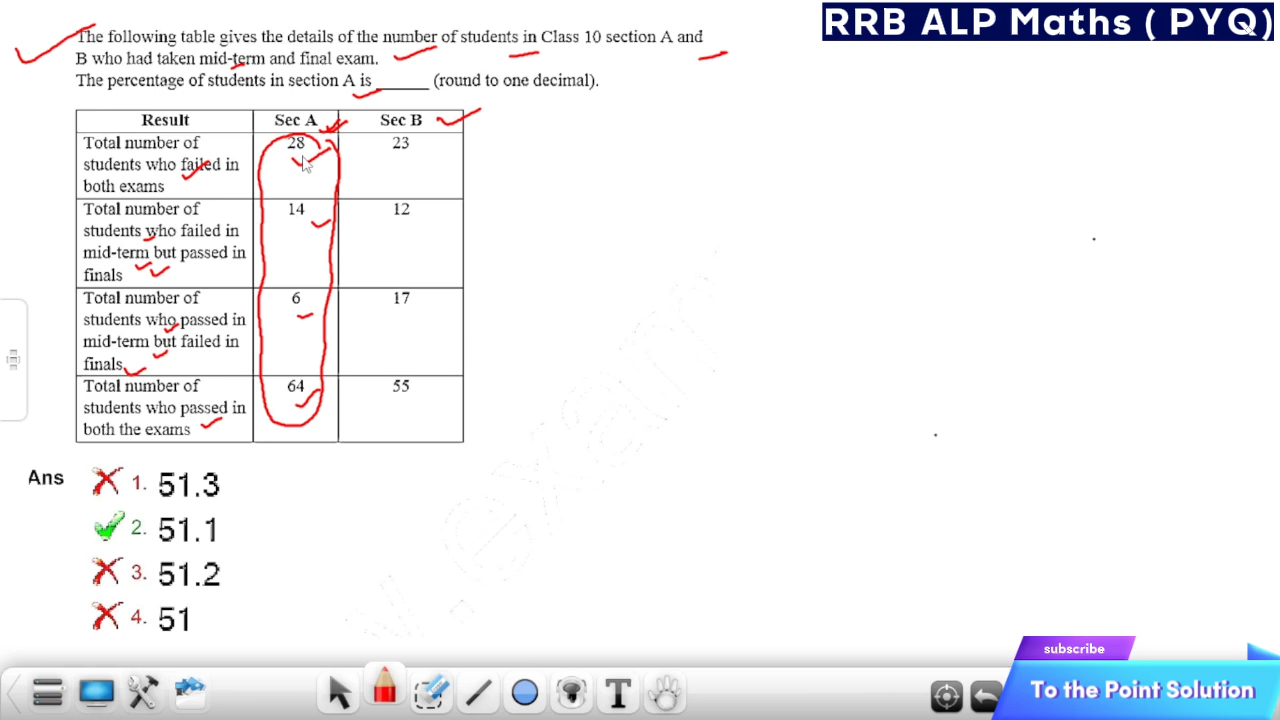 RRB ALP Maths ( PYQ)
The following table gives the details of the number of students in Class 10 section A and
B who had taken mid-term and final exam.
The percentage of students in section A is ______ (round to one decimal).
Result Sec A Sec B
Total number of 28 23
students who failed in
both exams
Total number of 14 12
students who failed in
mid-term but passed in
finals
Total number of 6 17
students who passed in
mid-term but failed in
finals
Total number of 64 55
students who passed in
both the exams
Ans 1. 51.3
2. 51.1
3. 51.2
4. 51
subscribe
To the Point Solution
T